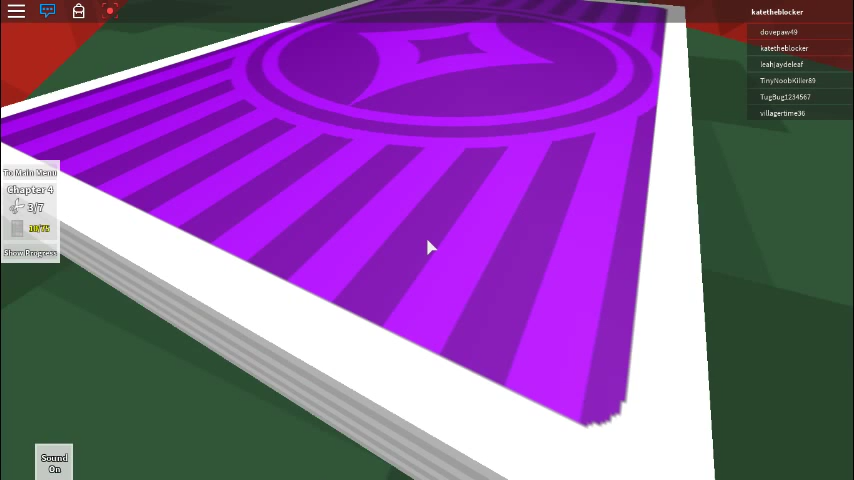 katetheblocker
dovepaw49
katetheblocker
leahjaydeleaf
TinyNoobKiller89
TugBug1234567
villagertime36
To Main Menu
Chapter 4
3/7
Show Progress
Sound
On